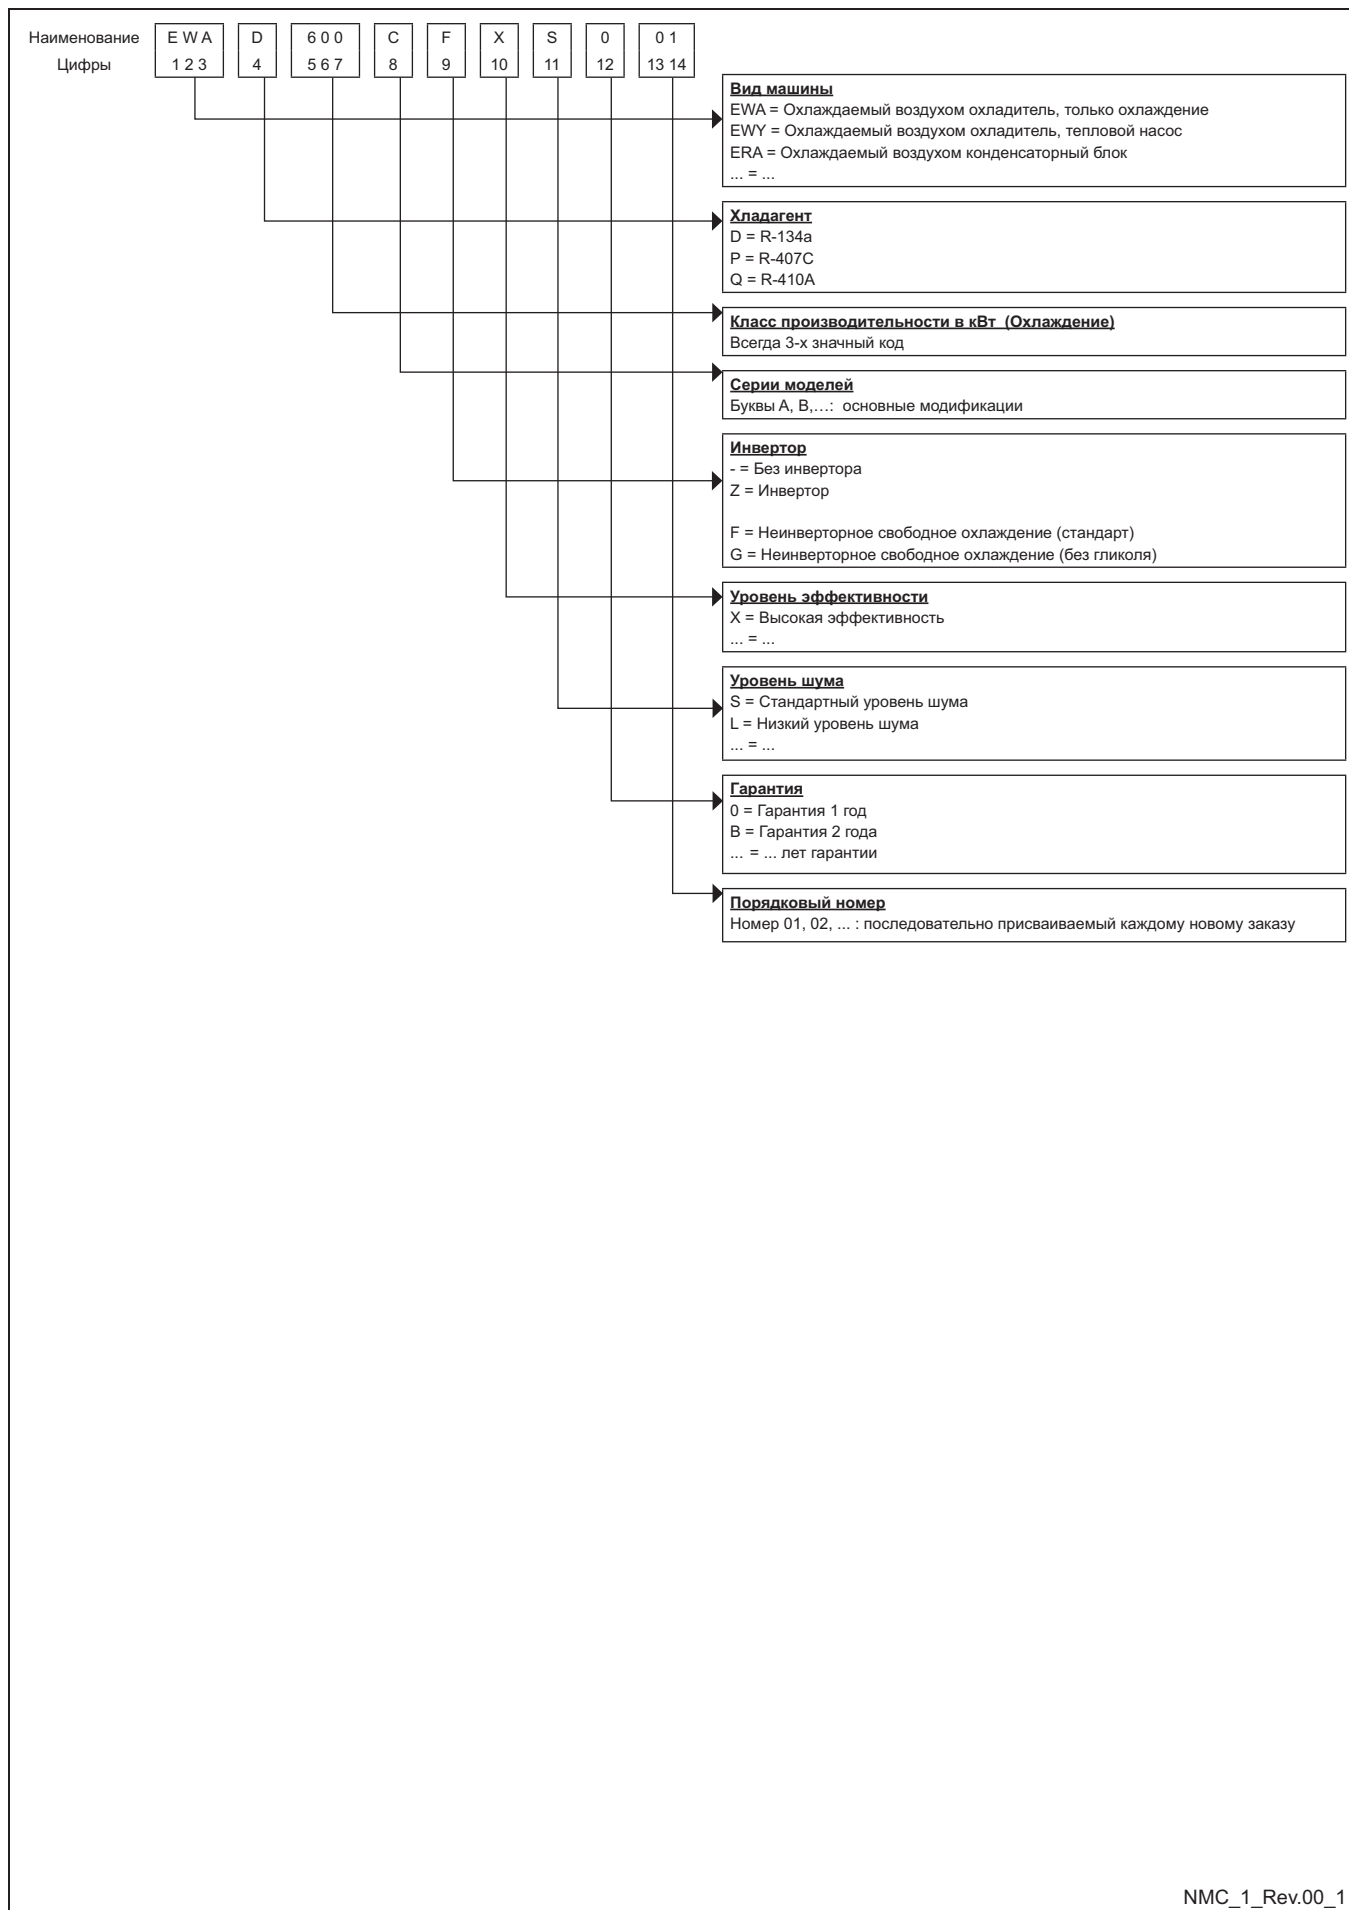 Наименование E W A D 6 0 0 C F X S 0 0 1
Цифры 1 2 3 4 5 6 7 8 9 10 11 12 13 14
Вид машины
EWA = Охлаждаемый воздухом охладитель, только охлаждение
EWY = Охлаждаемый воздухом охладитель, тепловой насос
ERA = Охлаждаемый воздухом конденсаторный блок
... = ...
Хладагент
D = R-134a
P = R-407C
Q = R-410A
Класс производительности в кВт (Охлаждение)
Всегда 3-х значный код
Серии моделей
Буквы A, B,…: основные модификации
Инвертор
- = Без инвертора
Z = Инвертор
F = Неинверторное свободное охлаждение (стандарт)
G = Неинверторное свободное охлаждение (без гликоля)
Уровень эффективности
X = Высокая эффективность
... = ...
Уровень шума
S = Стандартный уровень шума
L = Низкий уровень шума
... = ...
Гарантия
0 = Гарантия 1 год
B = Гарантия 2 года
... = ... лет гарантии
Порядковый номер
Номер 01, 02, ... : последовательно присваиваемый каждому новому заказу
NMC_1_Rev.00_1